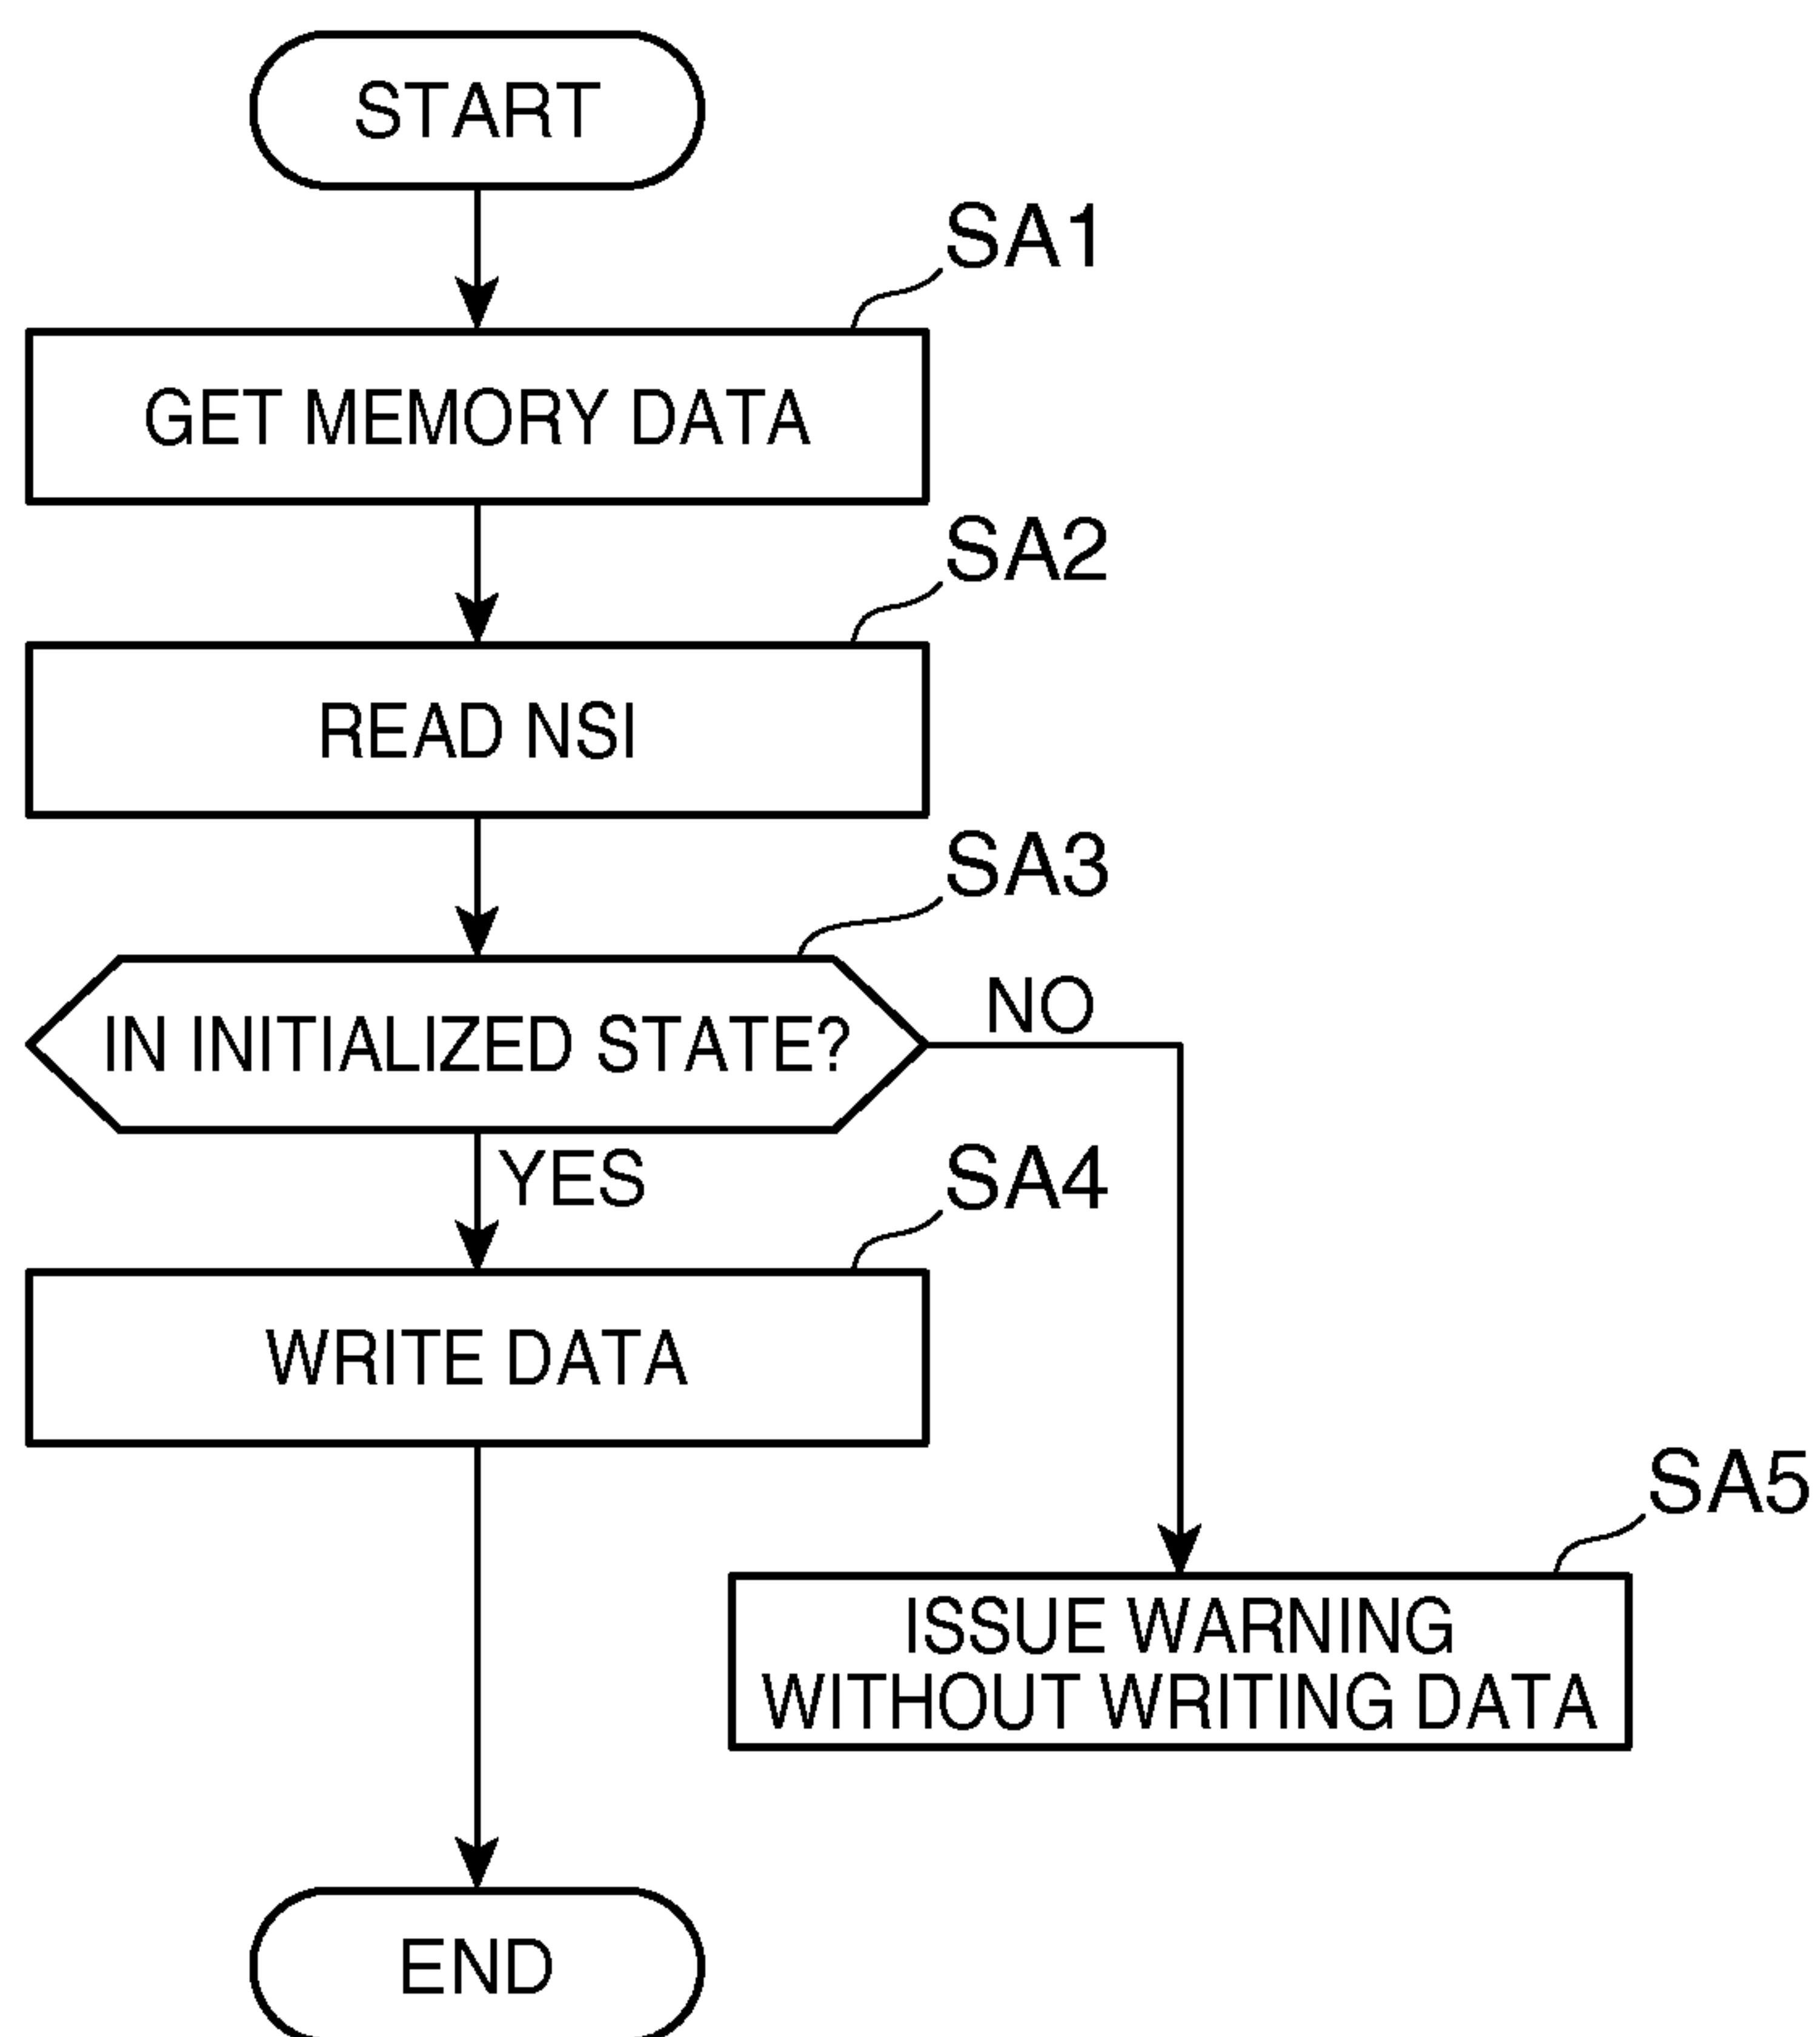 START
SA1
GET MEMORY DATA
SA2
READ NSI
SA3
IN INITIALIZED STATE?
NO
YES
SA4
WRITE DATA
SA5
ISSUE WARNING
WITHOUT WRITING DATA
END